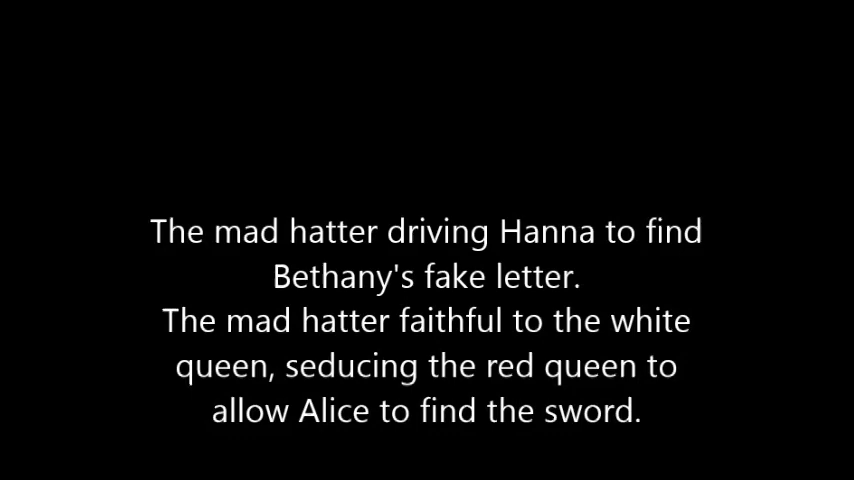 The mad hatter driving Hanna to find
Bethany's fake letter.
The mad hatter faithful to the white
queen, seducing the red queen to
allow Alice to find the sword.